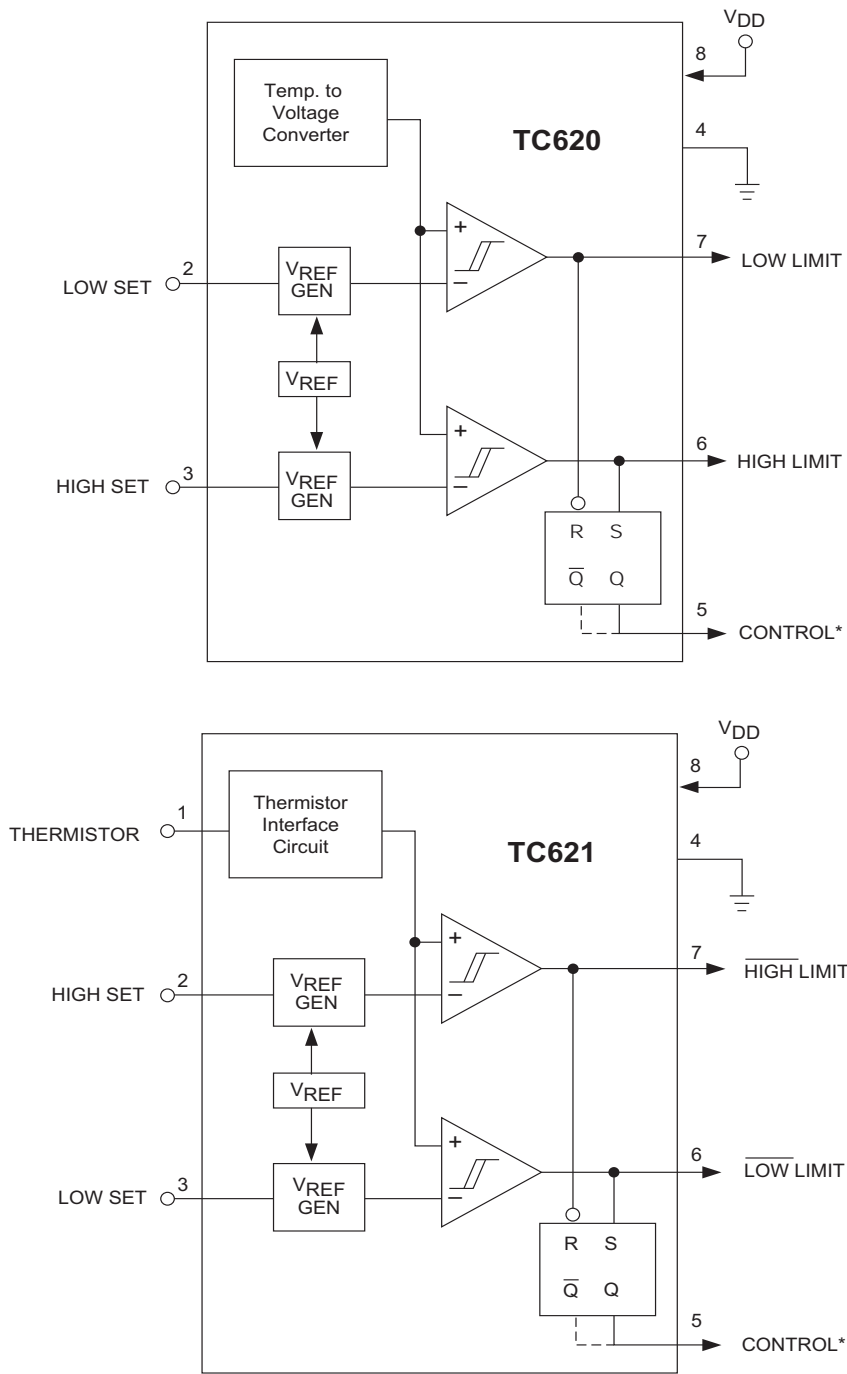 VDD
8
Temp. to
Voltage
Converter
TC620
4
+
7
LOW LIMIT
2
LOW SET
VREF
GEN
−
VREF
+
6
HIGH LIMIT
3
HIGH SET
VREF
GEN
−
R S
Q̅ Q
5
CONTROL*
VDD
8
1
THERMISTOR
Thermistor
Interface
Circuit
TC621
4
+
7
H̅I̅G̅H̅ LIMIT
2
HIGH SET
VREF
GEN
−
VREF
+
6
L̅O̅W̅ LIMIT
3
LOW SET
VREF
GEN
−
R S
Q̅ Q
5
CONTROL*